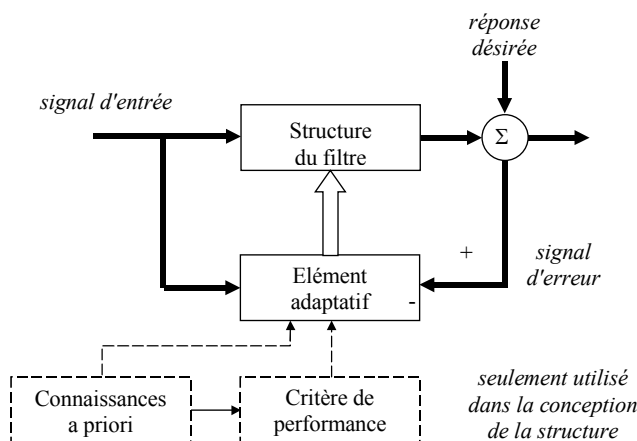 réponse
désirée
signal d'entrée
Structure
du filtre
Σ
+
signal
d'erreur
Elément
adaptatif
-
Connaissances
a priori
Critère de
performance
seulement utilisé
dans la conception
de la structure